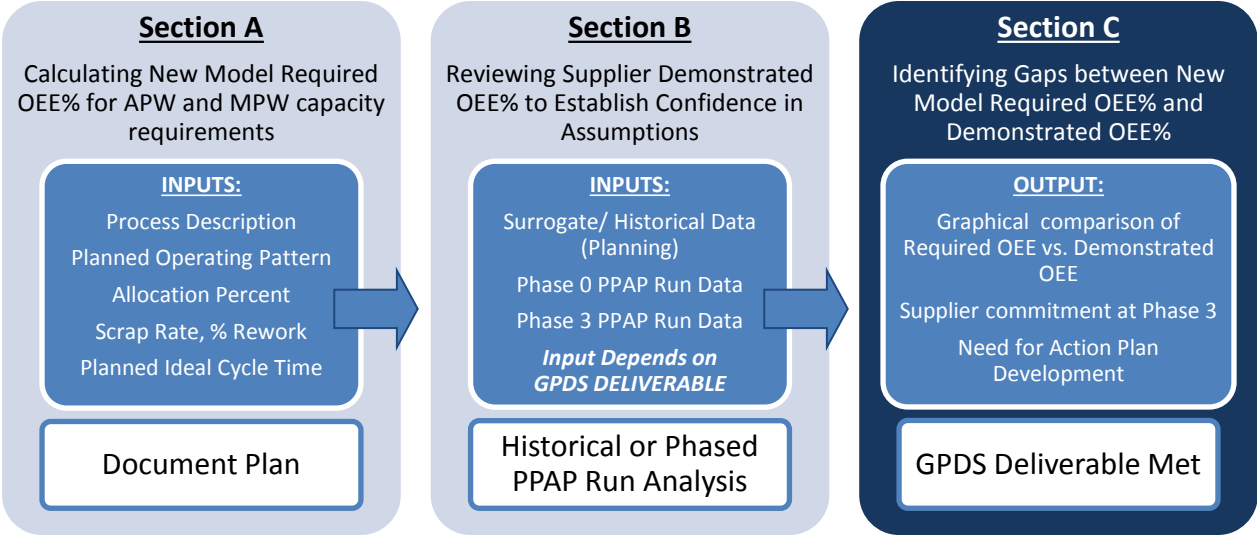 Section A
Calculating New Model Required
OEE% for APW and MPW capacity
requirements
INPUTS:
Process Description
Planned Operating Pattern
Allocation Percent
Scrap Rate, % Rework
Planned Ideal Cycle Time
Document Plan
Section B
Reviewing Supplier Demonstrated
OEE% to Establish Confidence in
Assumptions
INPUTS:
Surrogate/ Historical Data
(Planning)
Phase 0 PPAP Run Data
Phase 3 PPAP Run Data
Input Depends on
GPDS DELIVERABLE
Historical or Phased
PPAP Run Analysis
Section C
Identifying Gaps between New
Model Required OEE% and
Demonstrated OEE%
OUTPUT:
Graphical comparison of
Required OEE vs. Demonstrated
OEE
Supplier commitment at Phase 3
Need for Action Plan
Development
GPDS Deliverable Met